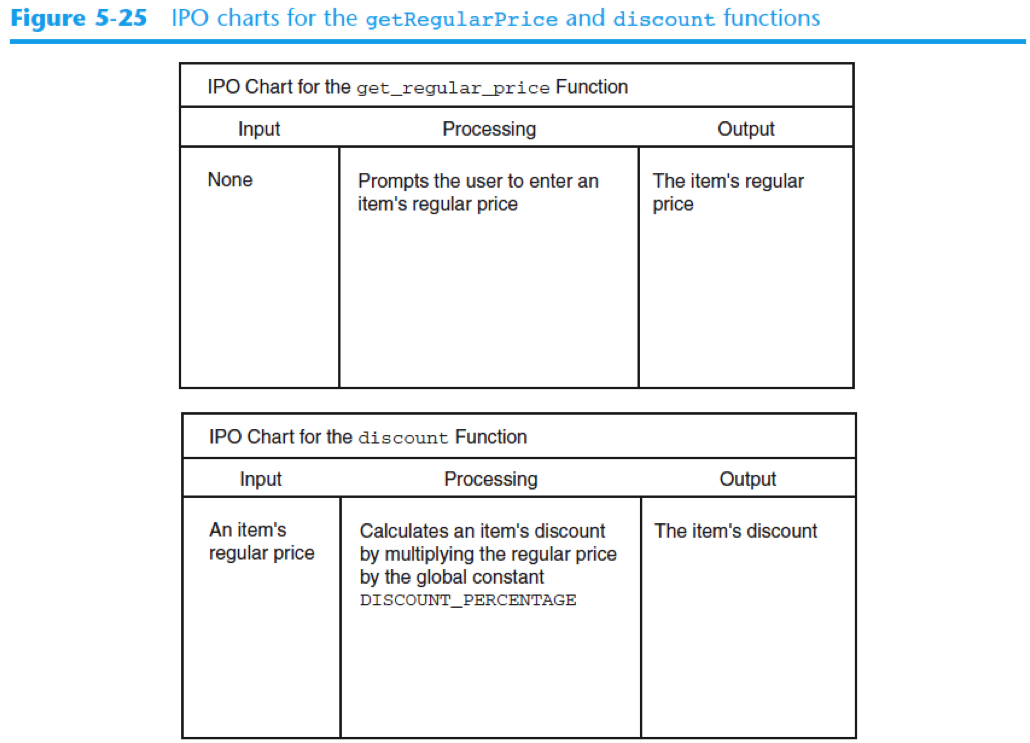 Figure 5-25 IPO charts for the getRegularPrice and discount functions
IPO Chart for the get_regular_price Function
Input Processing Output
None
Prompts the user to enter an
item's regular price
The item's regular
price
IPO Chart for the discount Function
Input Processing Output
An item's
regular price
Calculates an item's discount
by multiplying the regular price
by the global constant
DISCOUNT_PERCENTAGE
The item's discount